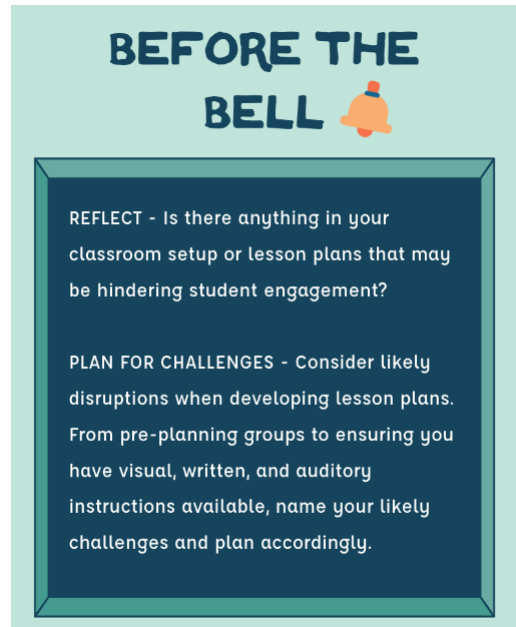 BEFORE THE
BELL
REFLECT - Is there anything in your
classroom setup or lesson plans that may
be hindering student engagement?
PLAN FOR CHALLENGES - Consider likely
disruptions when developing lesson plans.
From pre-planning groups to ensuring you
have visual, written, and auditory
instructions available, name your likely
challenges and plan accordingly.